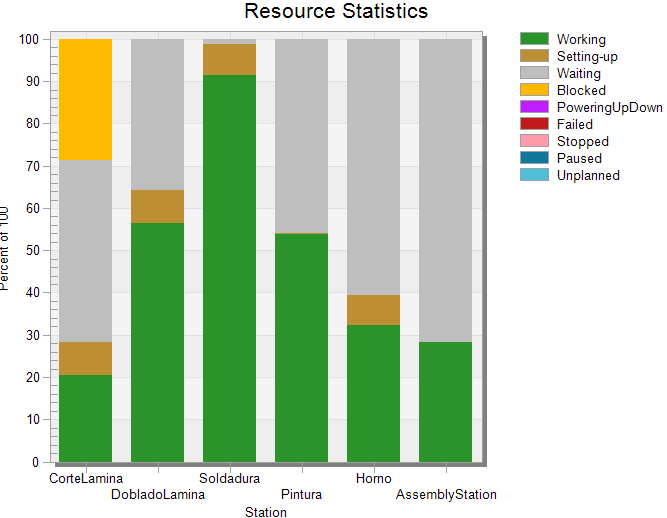 Resource Statistics
100
90
80
70
60
50
40
30
20
10
0
Percent of 100
CorteLamina
DobladoLamina
Soldadura
Pintura
Horno
AssemblyStation
Station
Working
Setting-up
Waiting
Blocked
PoweringUpDown
Failed
Stopped
Paused
Unplanned